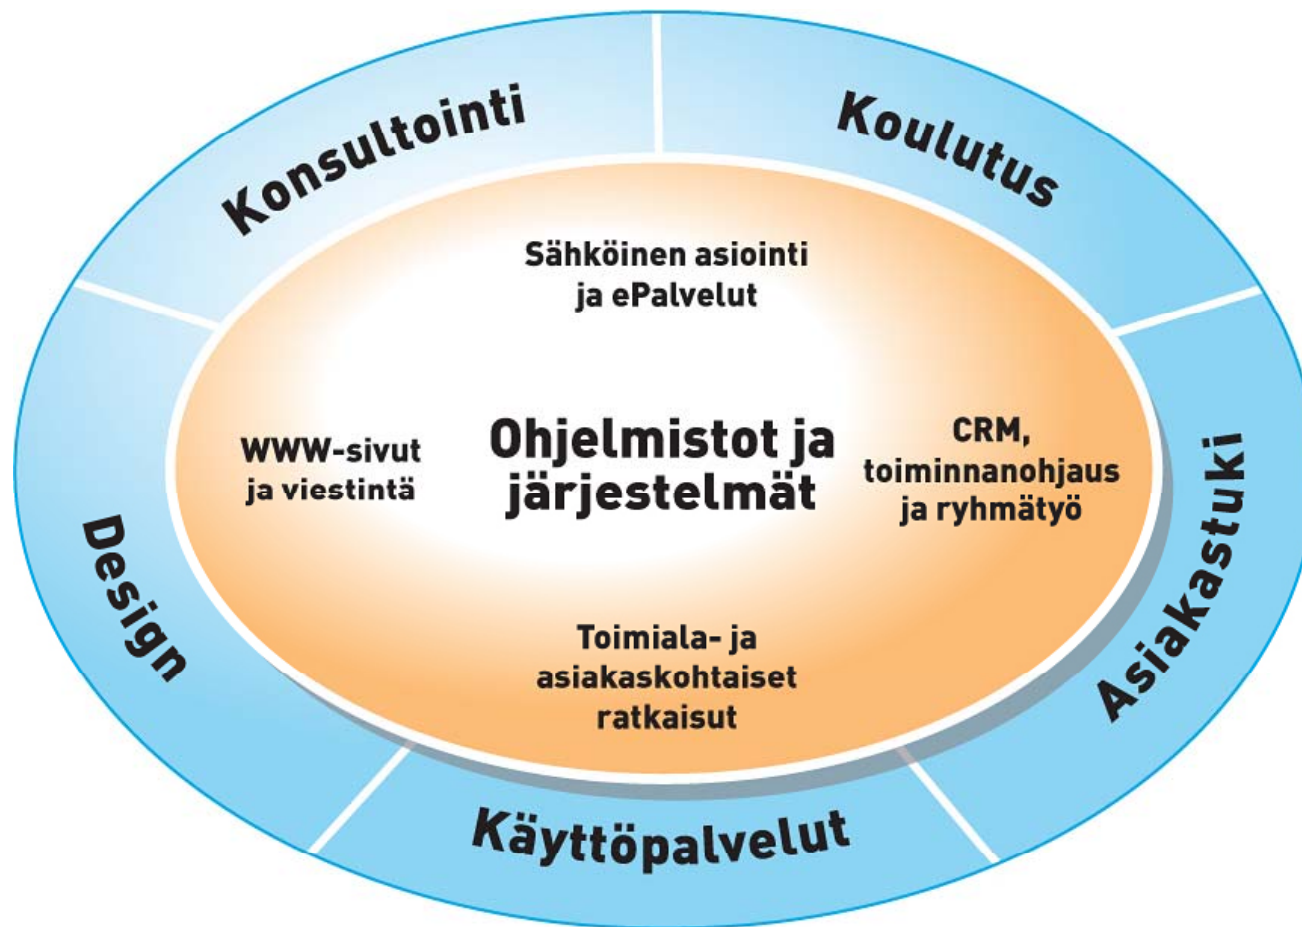 Konsultointi
Koulutus
Sähköinen asiointi
ja ePalvelut
WWW-sivut
ja viestintä
Ohjelmistot ja
järjestelmät
CRM,
toiminnanohjaus
ja ryhmätyö
Design
Asiakastuki
Toimiala- ja
asiakaskohtaiset
ratkaisut
Käyttöpalvelut